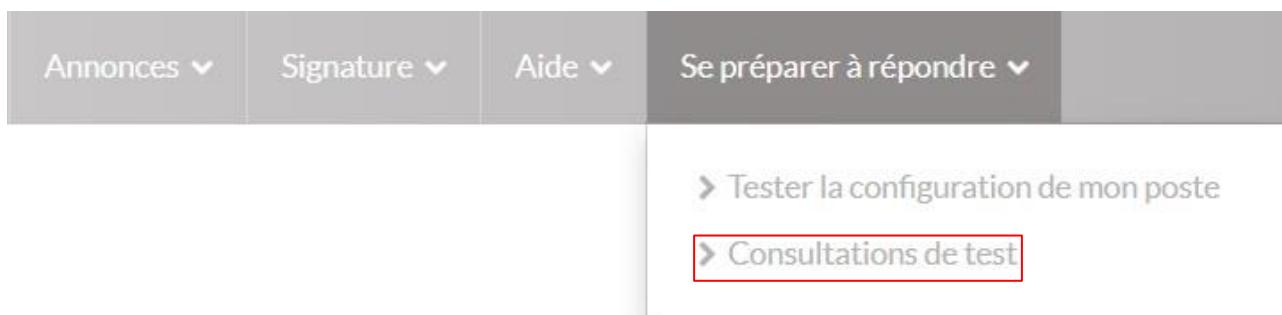 Annonces Signature Aide Se préparer à répondre
Tester la configuration de mon poste
Consultations de test